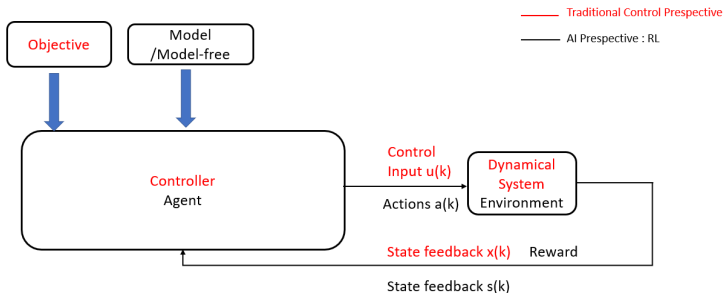 Traditional Control Prespective
AI Prespective : RL
Objective
Model
/Model-free
Controller
Agent
Control
Input u(k)
Actions a(k)
Dynamical
System
Environment
State feedback x(k) Reward
State feedback s(k)